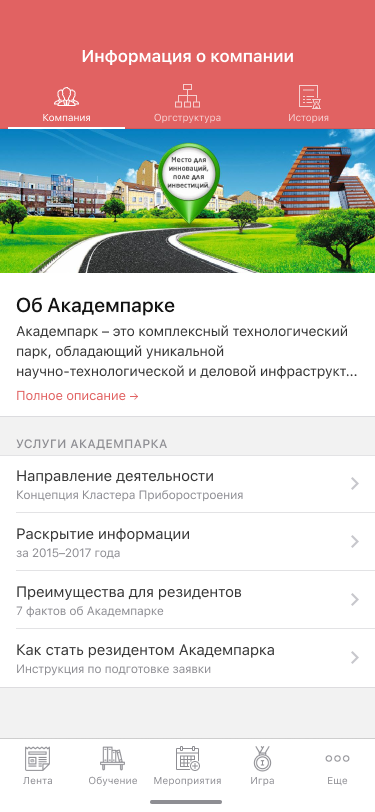 Информация о компании
Компания
Оргструктура
История
Место для
инноваций,
поле для
инвестиций.
Об Академпарке
Академпарк – это комплексный технологический
парк, обладающий уникальной
научно-технологической и деловой инфраструкт...
Полное описание →
УСЛУГИ АКАДЕМПАРКА
Направление деятельности
Концепция Кластера Приборостроения
Раскрытие информации
за 2015–2017 года
Преимущества для резидентов
7 фактов об Академпарке
Как стать резидентом Академпарка
Инструкция по подготовке заявки
Лента
Обучение
Мероприятия
Игра
Еще